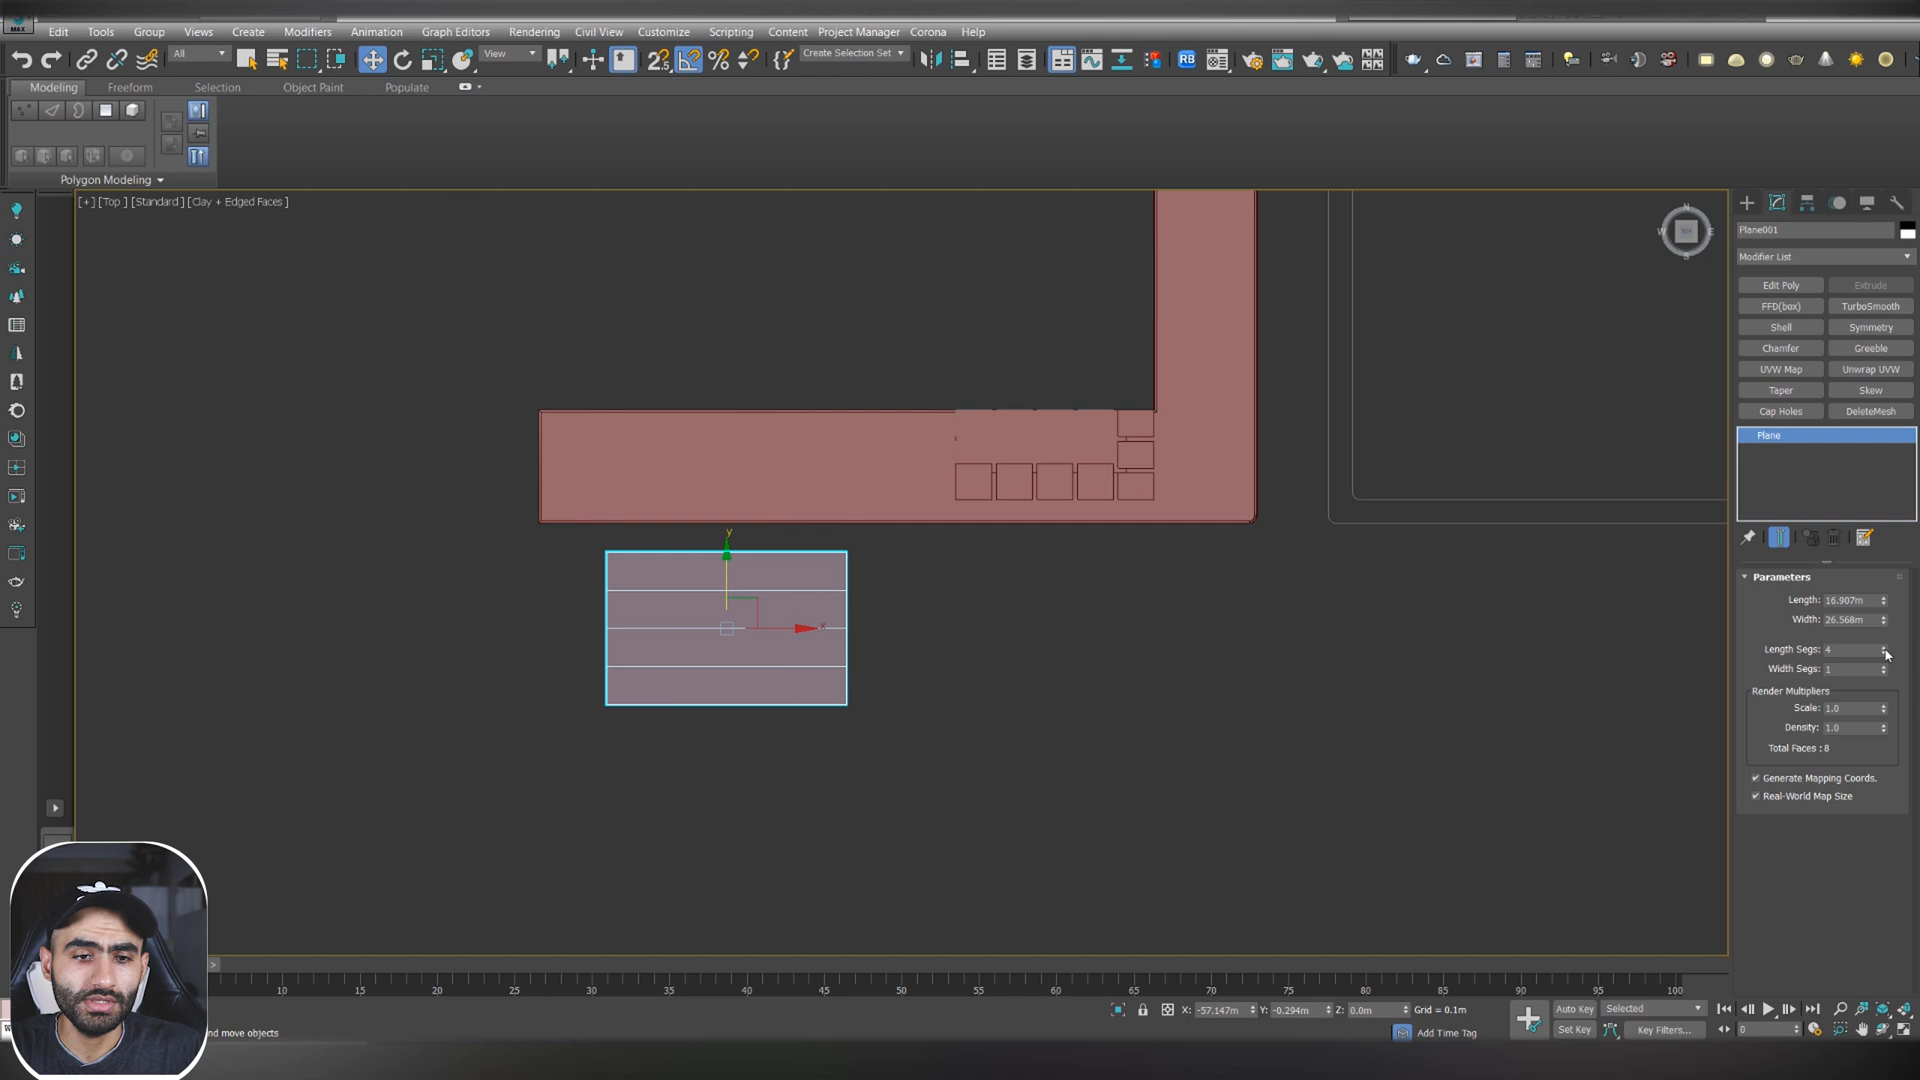 MAX
Edit Tools Group Views Create Modifiers Animation Graph Editors Rendering Civil View Customize Scripting Content Project Manager Corona Help
All View Create Selection Set RB
Modeling Freeform Selection Object Paint Populate
Polygon Modeling
[+] [Top ] [Standard ] [Clay + Edged Faces ]
N
W E
S
Plane001
Modifier List
Edit Poly Extrude
FFD(box) TurboSmooth
Shell Symmetry
Chamfer Greeble
UVW Map Unwrap UVW
Taper Skew
Cap Holes DeleteMesh
Plane
y
x
Parameters
Length: 16.907m
Width: 26.568m
Length Segs: 4
Width Segs: 1
Render Multipliers
Scale: 1.0
Density: 1.0
Total Faces : 8
Generate Mapping Coords.
Real-World Map Size
>
10 15 20 25 30 35 40 45 50 55 60 65 70 75 80 85 90 95 100
X: -57.147m Y: -0.294m Z: 0.0m Grid = 0.1m Auto Key Selected
nd move objects Add Time Tag Set Key Key Filters... 0